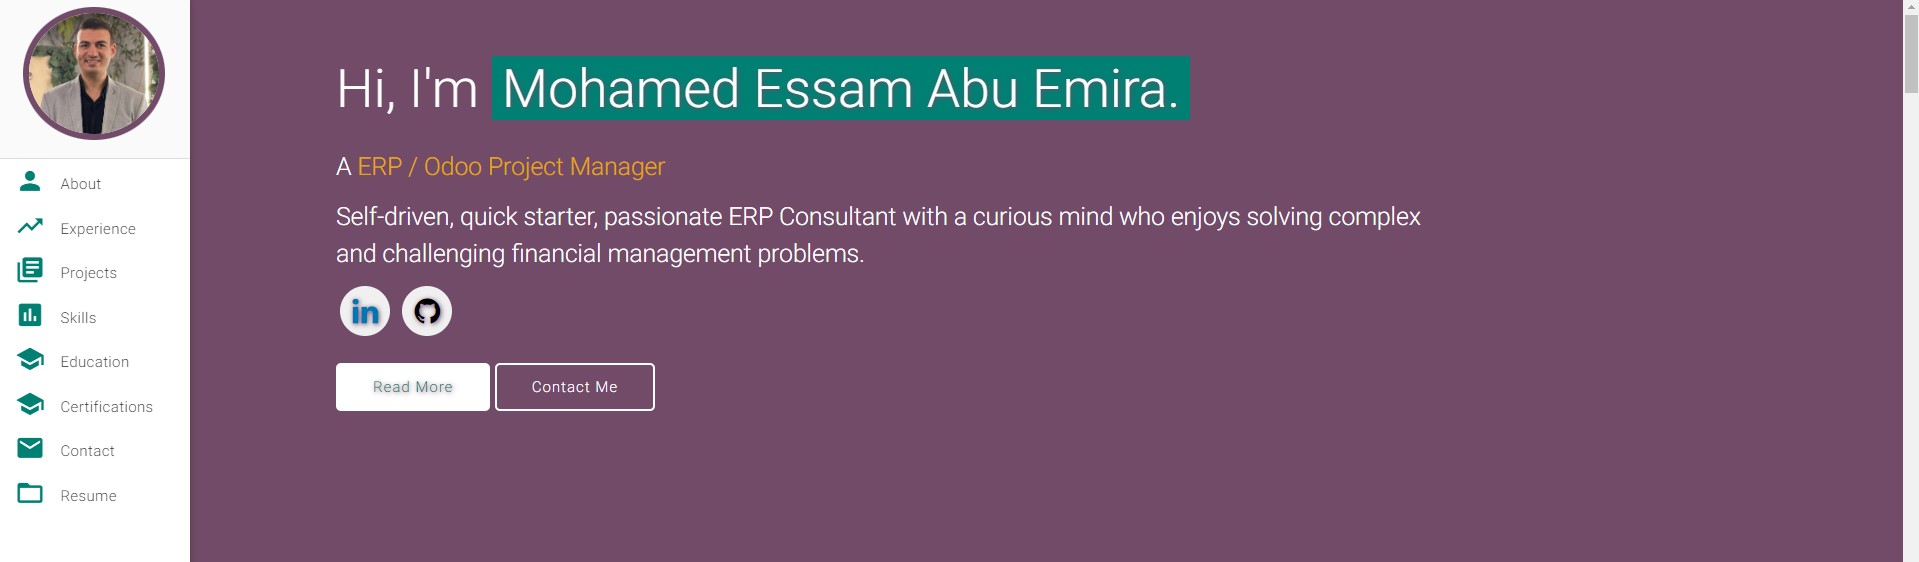 About
Experience
Projects
Skills
Education
Certifications
Contact
Resume
Hi, I'm Mohamed Essam Abu Emira.
A ERP / Odoo Project Manager
Self-driven, quick starter, passionate ERP Consultant with a curious mind who enjoys solving complex
and challenging financial management problems.
in
Read More
Contact Me